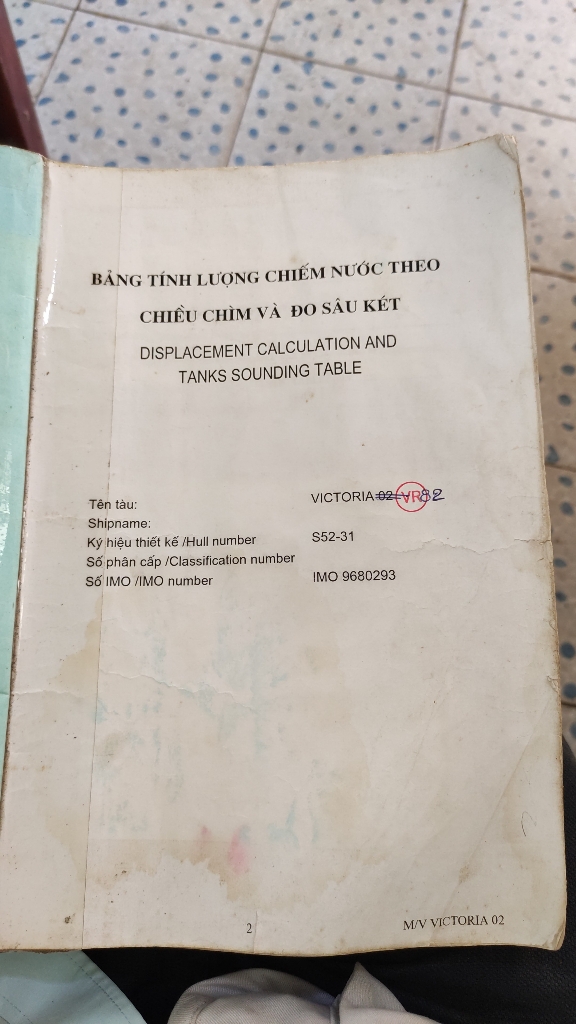 BẢNG TÍNH LƯỢNG CHIẾM NƯỚC THEO
CHIỀU CHÌM VÀ ĐO SÂU KÉT
DISPLACEMENT CALCULATION AND
TANKS SOUNDING TABLE
Tên tàu: VICTORIA 02 VR 82
Shipname:
Ký hiệu thiết kế /Hull number S52-31
Số phân cấp /Classification number
Số IMO /IMO number IMO 9680293
2 M/V VICTORIA 02